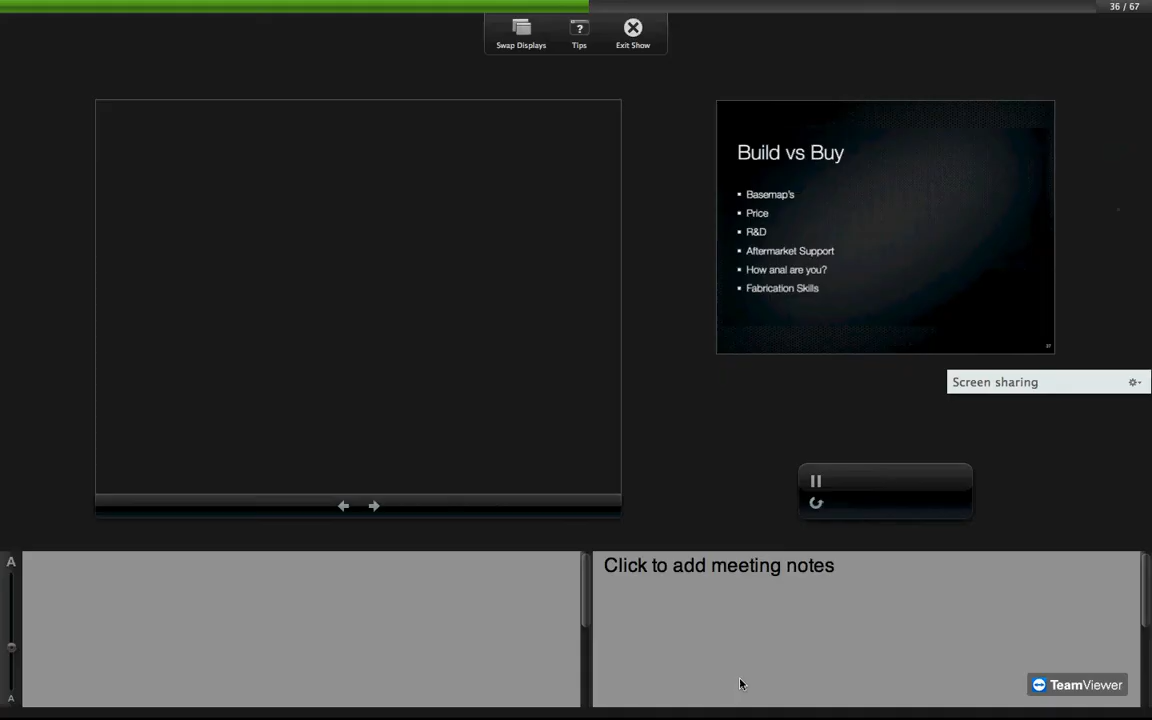 36 / 67
Swap Displays
Tips
Exit Show
Build vs Buy
Basemap's
Price
R&D
Aftermarket Support
How anal are you?
Fabrication Skills
37
Screen sharing
A
Click to add meeting notes
A
TeamViewer